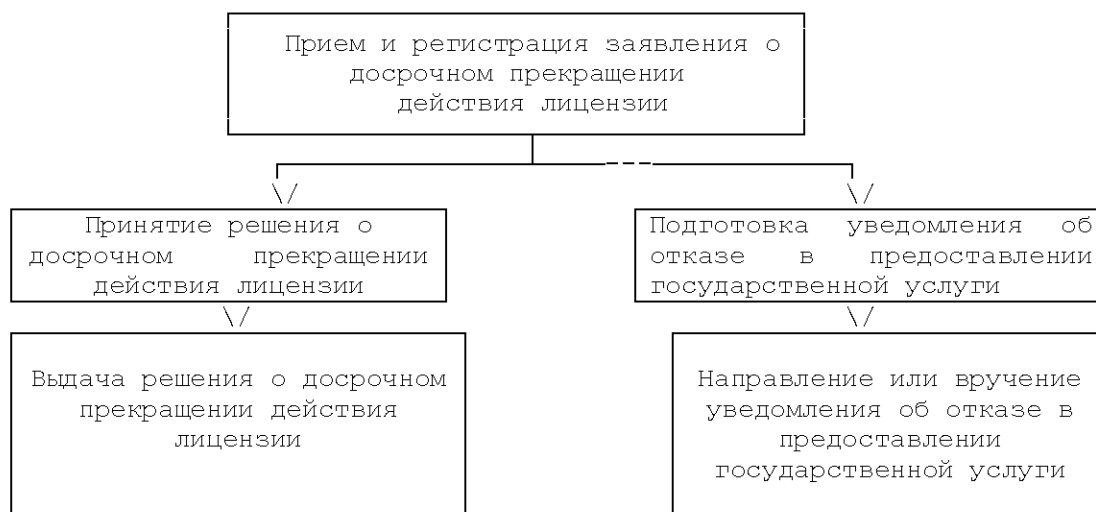 Прием и регистрация заявления о
досрочном прекращении
действия лицензии
Принятие решения о
досрочном прекращении
действия лицензии
Подготовка уведомления об
отказе в предоставлении
государственной услуги
Выдача решения о досрочном
прекращении действия
лицензии
Направление или вручение
уведомления об отказе в
предоставлении
государственной услуги